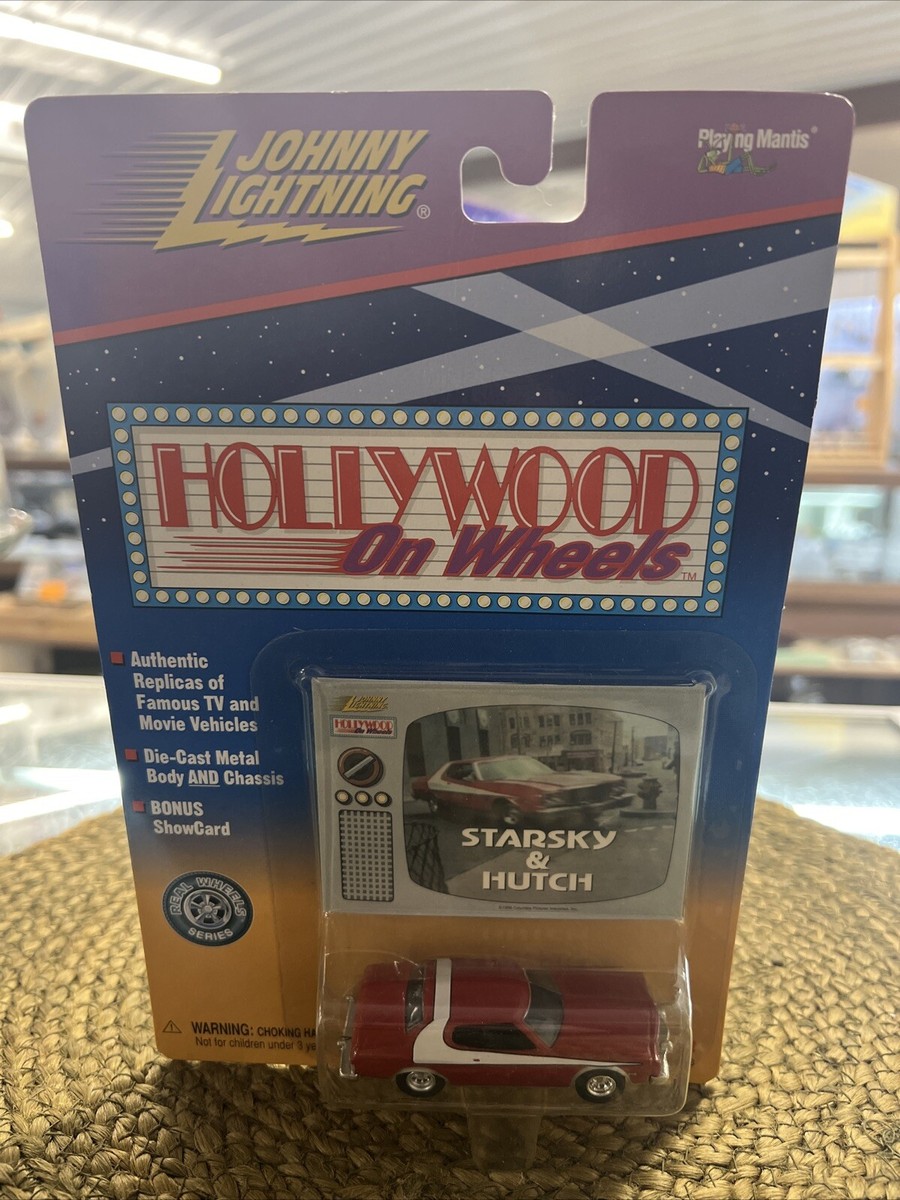 JOHNNY
LIGHTNING®
Playing Mantis®
HOLLYWOOD
On Wheels™
Authentic
Replicas of
Famous TV and
Movie Vehicles
Die-Cast Metal
Body AND Chassis
BONUS
ShowCard
REAL WHEELS
SERIES
JOHNNY
LIGHTNING
HOLLYWOOD
On Wheels
STARSKY
&
HUTCH
WARNING: CHOKING HA
Not for children under 3 ye